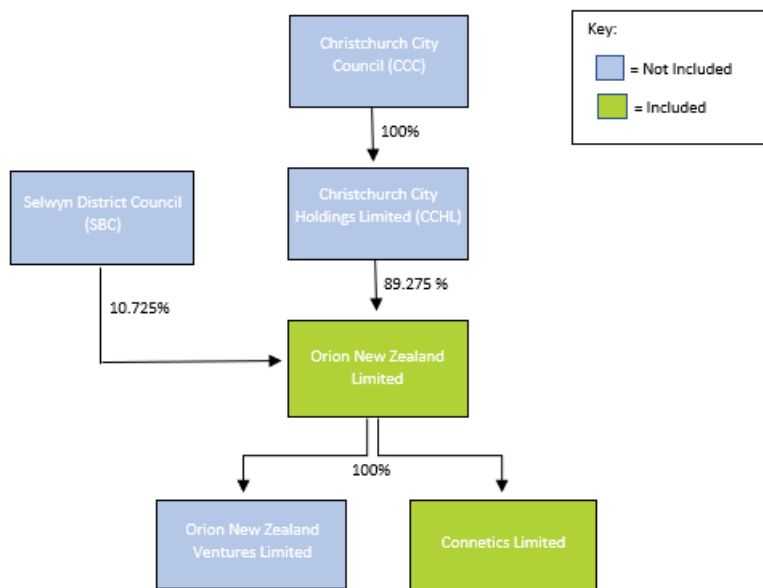 Christchurch City
Council (CCC)
Key:
= Not Included
= Included
100%
Selwyn District Council
(SBC)
Christchurch City
Holdings Limited (CCHL)
10.725%
89.275 %
Orion New Zealand
Limited
100%
Orion New Zealand
Ventures Limited
Connetics Limited